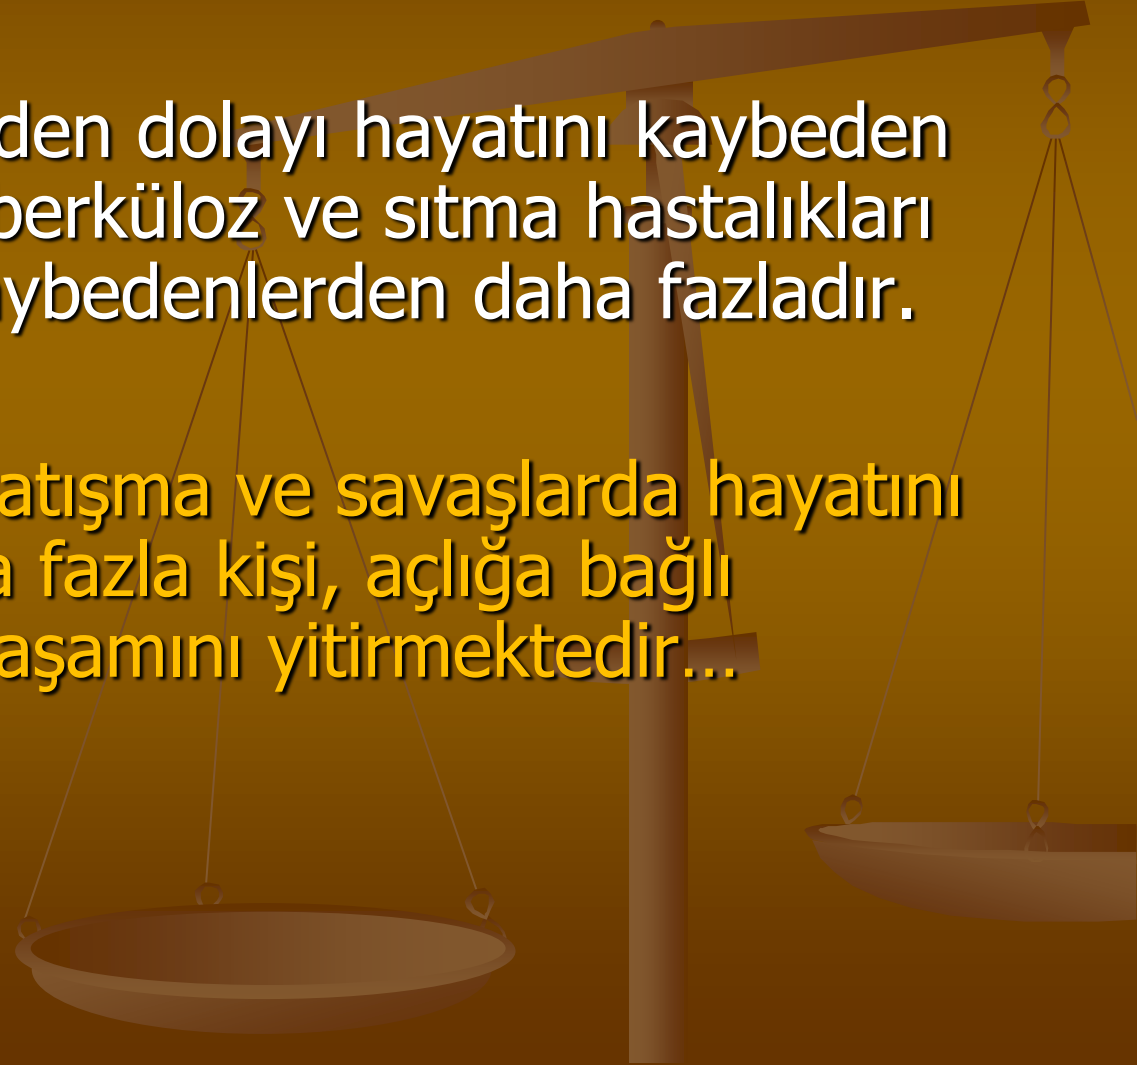 den dolayı hayatını kaybeden
berküloz ve sıtma hastalıkları
aybedenlerden daha fazladır.
atışma ve savaşlarda hayatını
a fazla kişi, açlığa bağlı
aşamını yitirmektedir…